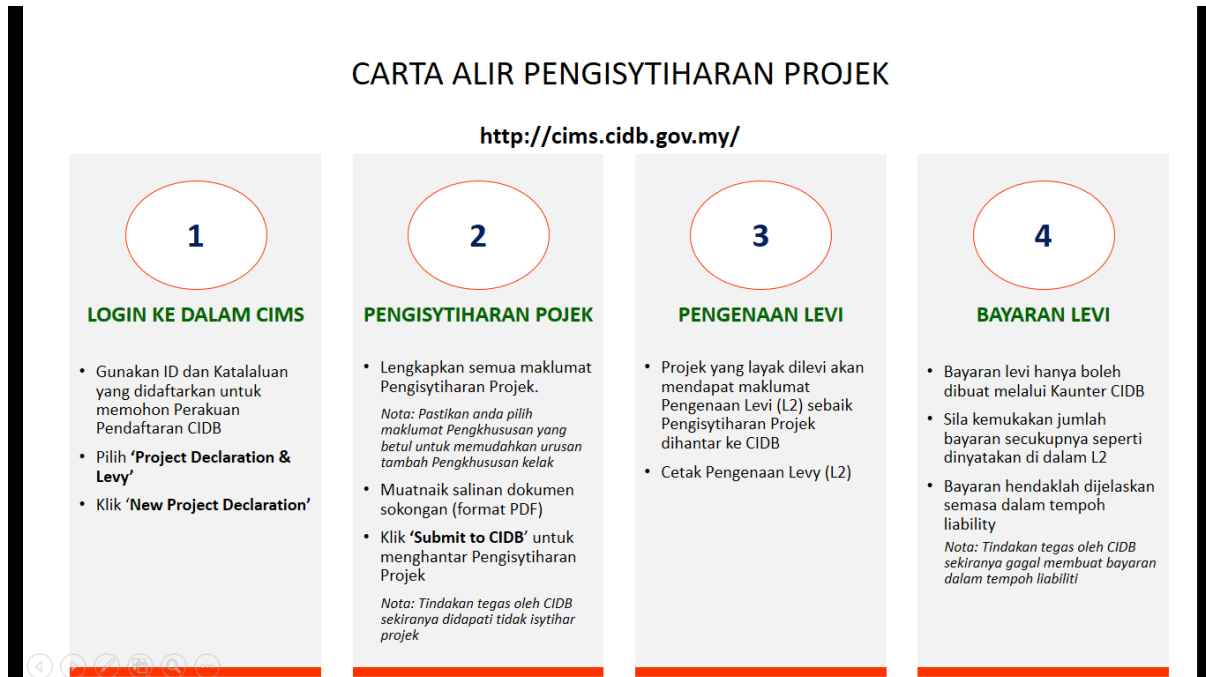 CARTA ALIR PENGISYTIHARAN PROJEK
http://cims.cidb.gov.my/
1
LOGIN KE DALAM CIMS
• Gunakan ID dan Katalaluan
yang didaftarkan untuk
memohon Perakuan
Pendaftaran CIDB
• Pilih ‘Project Declaration &
Levy’
• Klik ‘New Project Declaration’
2
PENGISYTIHARAN POJEK
• Lengkapkan semua maklumat
Pengisytiharan Projek.
Nota: Pastikan anda pilih
maklumat Pengkhususan yang
betul untuk memudahkan urusan
tambah Pengkhususan kelak
• Muatnaik salinan dokumen
sokongan (format PDF)
• Klik ‘Submit to CIDB’ untuk
menghantar Pengisytiharan
Projek
Nota: Tindakan tegas oleh CIDB
sekiranya didapati tidak isytihar
projek
3
PENGENAAN LEVI
• Projek yang layak dilevi akan
mendapat maklumat
Pengenaan Levi (L2) sebaik
Pengisytiharan Projek
dihantar ke CIDB
• Cetak Pengenaan Levy (L2)
4
BAYARAN LEVI
• Bayaran levi hanya boleh
dibuat melalui Kaunter CIDB
• Sila kemukakan jumlah
bayaran secukupnya seperti
dinyatakan di dalam L2
• Bayaran hendaklah dijelaskan
semasa dalam tempoh
liability
Nota: Tindakan tegas oleh CIDB
sekiranya gagal membuat bayaran
dalam tempoh liabiliti